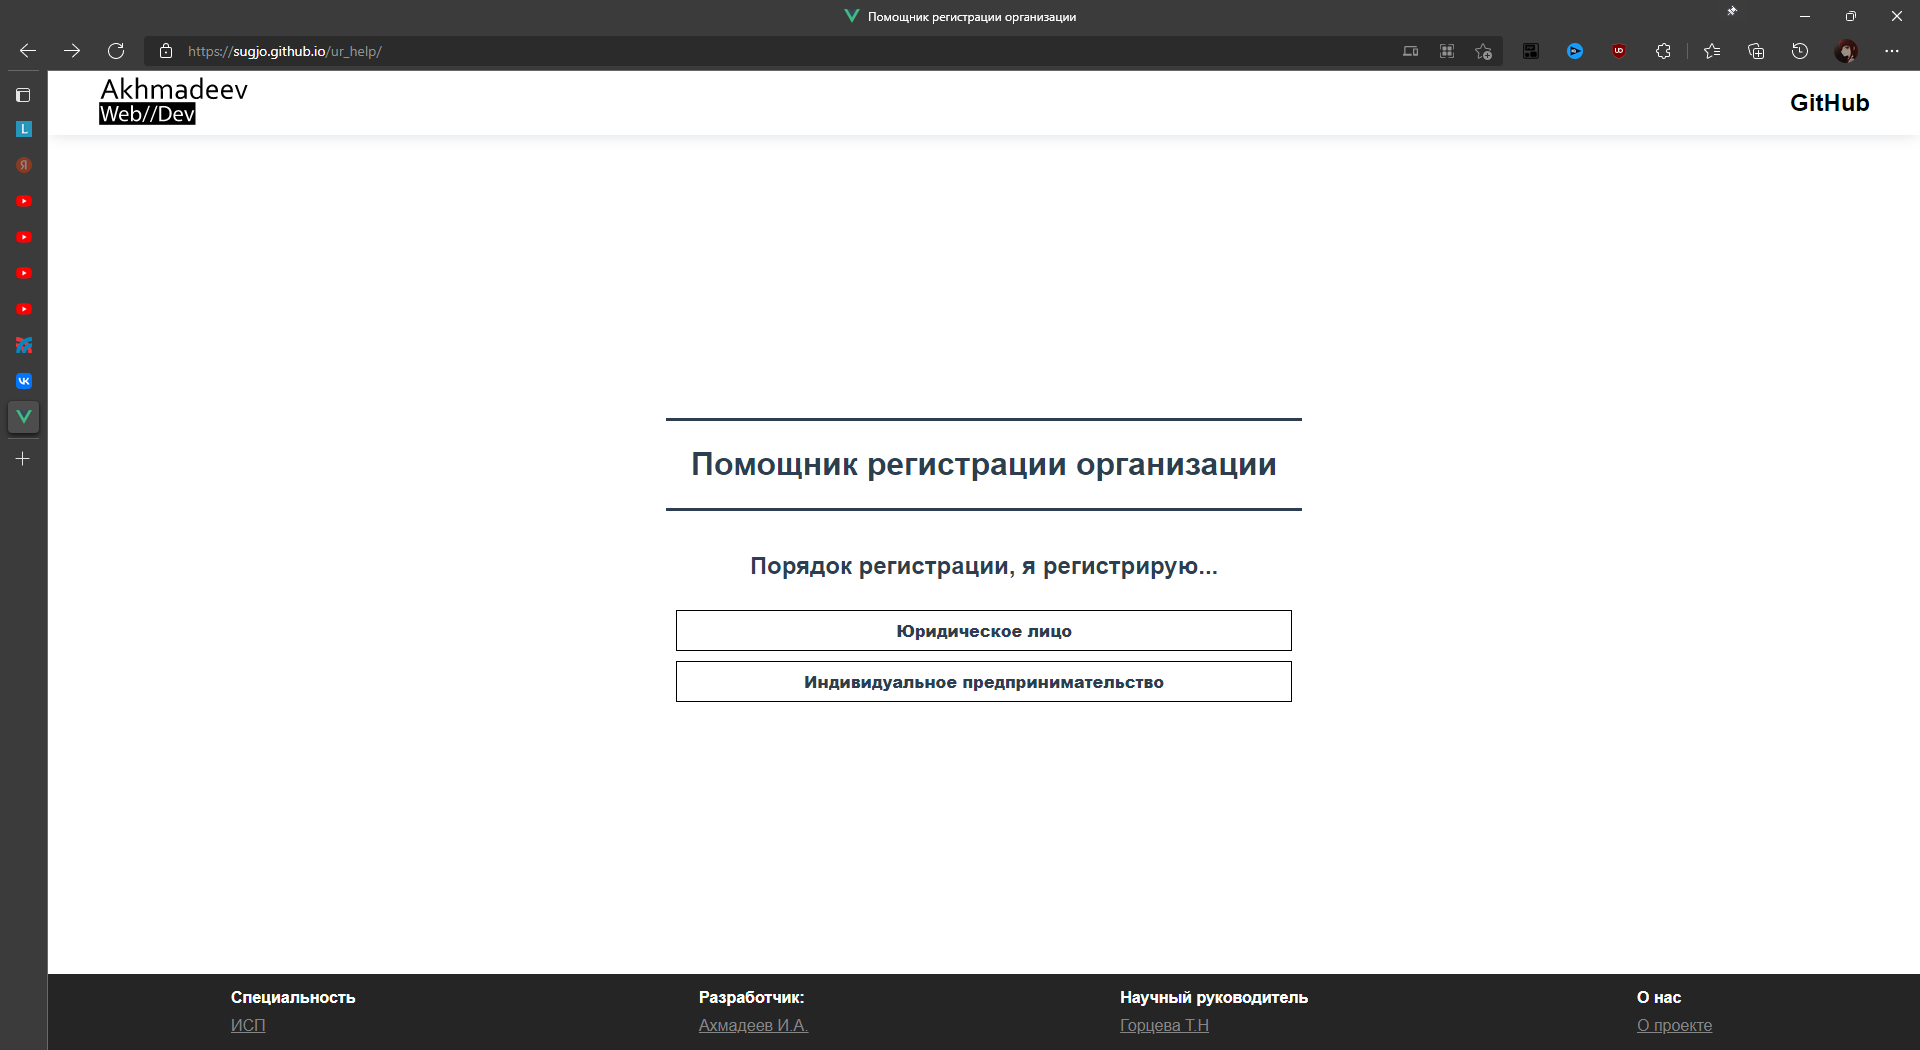 Помощник регистрации организации
https://sugjo.github.io/ur_help/
Akhmadeev
Web//Dev
GitHub
L
Я
Помощник регистрации организации
Порядок регистрации, я регистрирую...
Юридическое лицо
Индивидуальное предпринимательство
Специальность
ИСП
Разработчик:
Ахмадеев И.А.
Научный руководитель
Горцева Т.Н
О нас
О проекте